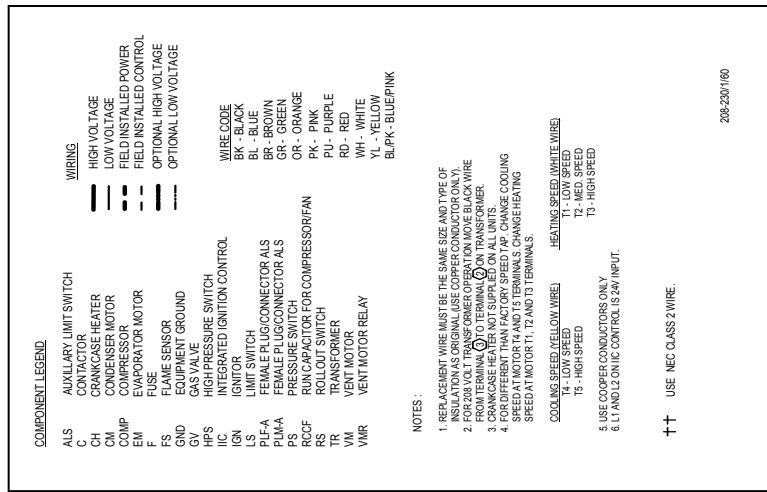 COMPONENT LEGEND
ALS AUXILLARY LIMIT SWITCH
C CONTACTOR
CH CRANKCASE HEATER
CM CONDENSER MOTOR
COMP COMPRESSOR
EM EVAPORATOR MOTOR
F FUSE
FS FLAME SENSOR
GND EQUIPMENT GROUND
GV GAS VALVE
HPS HIGH PRESSURE SWITCH
IIC INTEGRATED IGNITION CONTROL
IGN IGNITOR
LS LIMIT SWITCH
PLF-A FEMALE PLUG/CONNECTOR ALS
PLM-A FEMALE PLUG/CONNECTOR ALS
PS PRESSURE SWITCH
RCCF RUN CAPACITOR FOR COMPRESSOR/FAN
RS ROLLOUT SWITCH
TR TRANSFORMER
VM VENT MOTOR
VMR VENT MOTOR RELAY
WIRING
HIGH VOLTAGE
LOW VOLTAGE
FIELD INSTALLED POWER
FIELD INSTALLED CONTROL
OPTIONAL HIGH VOLTAGE
OPTIONAL LOW VOLTAGE
WIRE CODE
BK - BLACK
BL - BLUE
BR - BROWN
GR - GREEN
OR - ORANGE
PK - PINK
PU - PURPLE
RD - RED
WH - WHITE
YL - YELLOW
BL/PK - BLUE/PINK
NOTES :
1. REPLACEMENT WIRE MUST BE THE SAME SIZE AND TYPE OF
INSULATION AS ORIGINAL.(USE COPPER CONDUCTOR ONLY).
2. FOR 208 VOLT TRANSFORMER OPERATION MOVE BLACK WIRE
FROM TERMINAL 3 TO TERMINAL 2 ON TRANSFORMER.
3. CRANKCASE HEATER NOT SUPPLIED ON ALL UNITS.
4. FOR DIFFERENT THAN FACTORY SPEED TAP. CHANGE COOLING
SPEED AT MOTOR T4 AND T5 TERMINALS. CHANGE HEATING
SPEED AT MOTOR T1, T2 AND T3 TERMINALS.
COOLING SPEED (YELLOW WIRE) HEATING SPEED (WHITE WIRE)
T4 - LOW SPEED T1 - LOW SPEED
T5 - HIGH SPEED T2 - MED. SPEED
T3 - HIGH SPEED
5. USE COOPER CONDUCTORS ONLY
6. L1 AND L2 ON IIC CONTROL IS 24V INPUT.
†† USE NEC CLASS 2 WIRE.
208-230/1/60